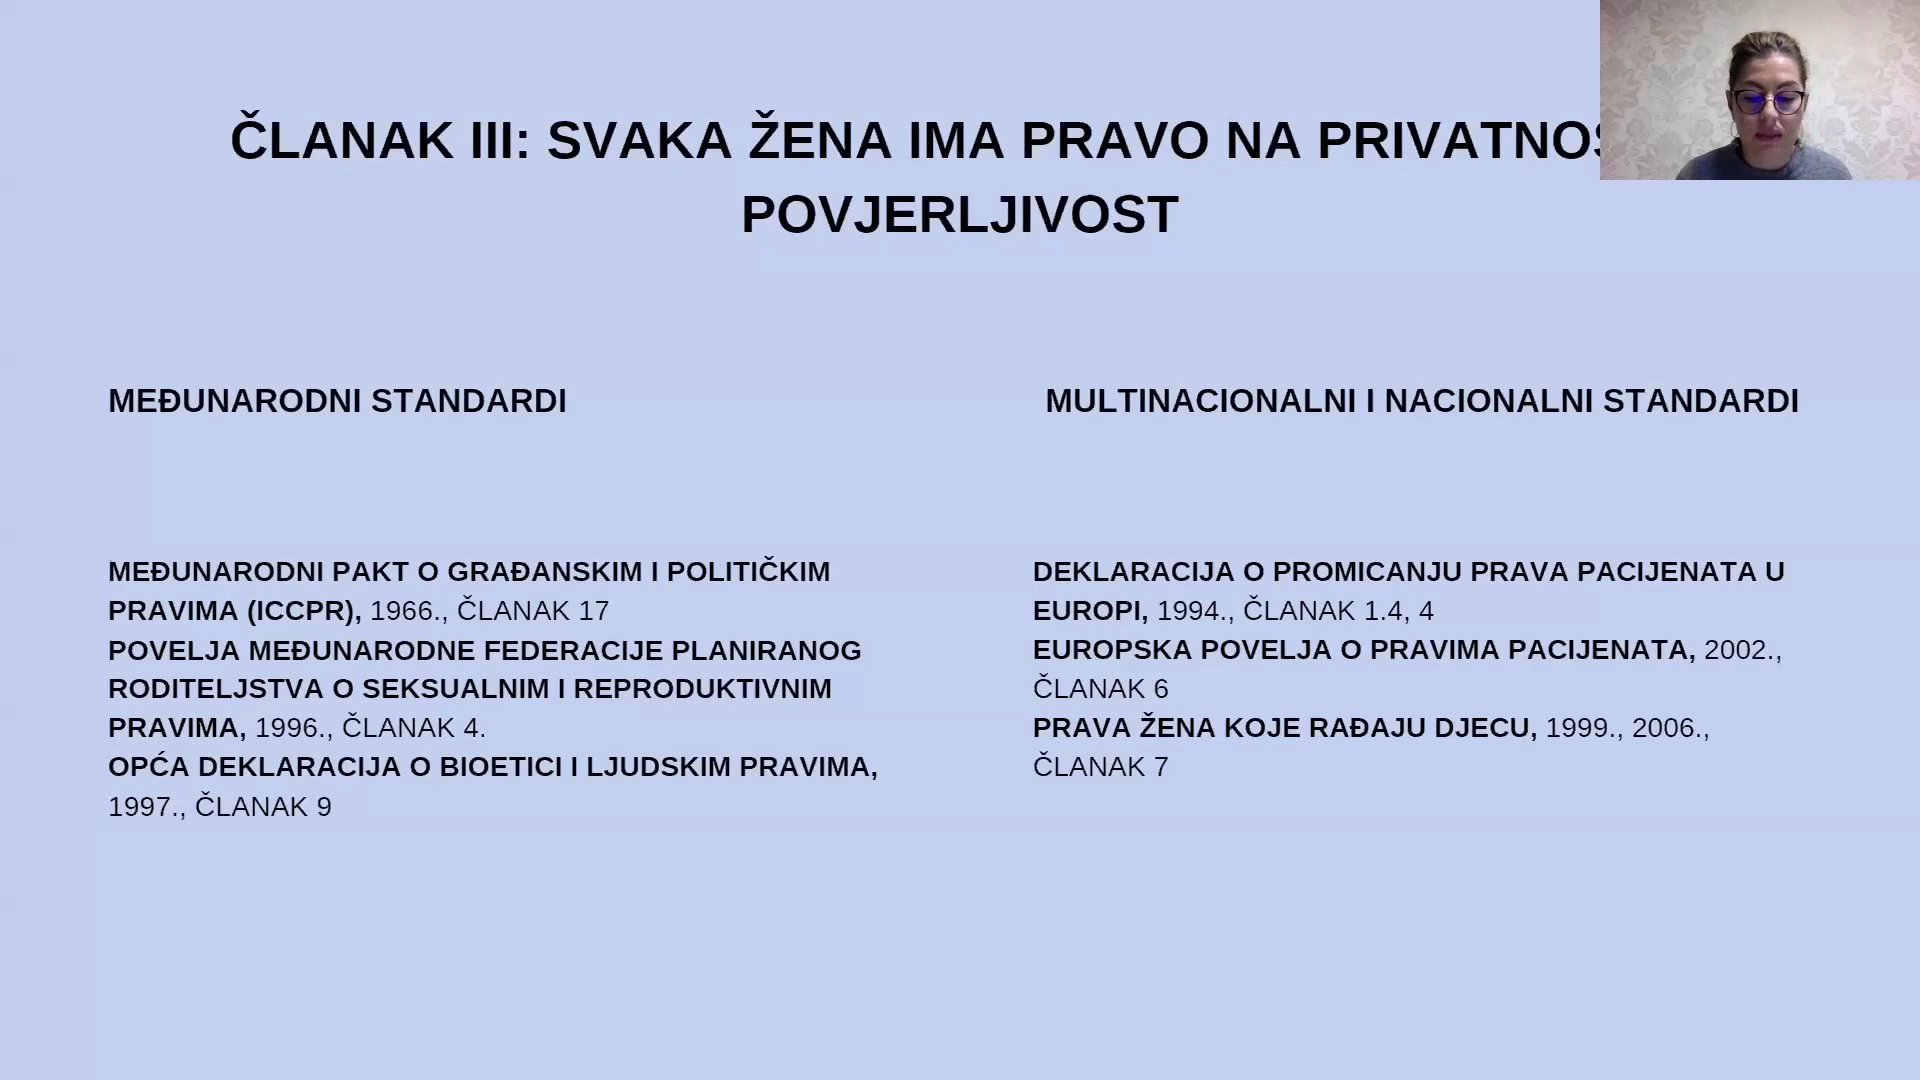 ČLANAK III: SVAKA ŽENA IMA PRAVO NA
POVJERLJIVOST
MEĐUNARODNI STANDARDI
MEĐUNARODNI PAKT O GRAĐANSKIM I POLITIČKIM
PRAVIMA (ICCPR), 1966., ČLANAK 17
POVELJA MEĐUNARODNE FEDERACIJE PLANIRANOG
RODITELJSTVA O SEKSUALNIM I REPRODUKTIVNIM
PRAVIMA, 1996., ČLANAK 4.
OPĆA DEKLARACIJA O BIOETICI I LJUDSKIM PRAVIMA,
1997., ČLANAK 9
MULTINACIONALNI I NACIONALNI STANDARDI
DEKLARACIJA O PROMICANJU PRAVA PACIJENATA U
EUROPI, 1994., ČLANAK 1.4, 4
EUROPSKA POVELJA O PRAVIMA PACIJENATA, 2002.,
ČLANAK 6
PRAVA ŽENA KOJE RAĐAJU DJECU, 1999., 2006.,
ČLANAK 7